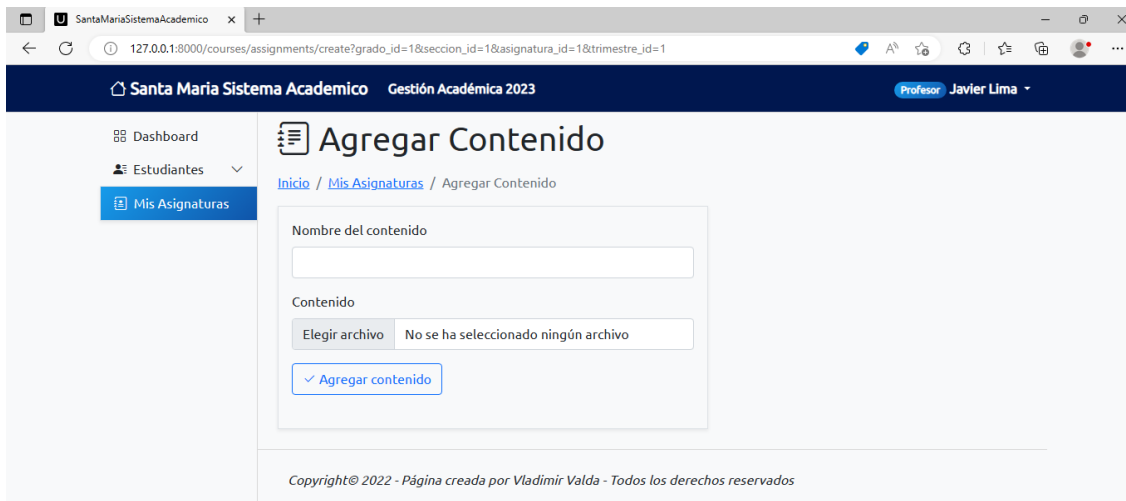 SantaMariaSistemaAcademico
127.0.0.1:8000/courses/assignments/create?grado_id=1&seccion_id=1&asignatura_id=1&trimestre_id=1
Santa Maria Sistema Academico Gestión Académica 2023 Profesor Javier Lima
Dashboard
Estudiantes
Mis Asignaturas
Agregar Contenido
Inicio / Mis Asignaturas / Agregar Contenido
Nombre del contenido
Contenido
Elegir archivo No se ha seleccionado ningún archivo
Agregar contenido
Copyright© 2022 - Página creada por Vladimir Valda - Todos los derechos reservados